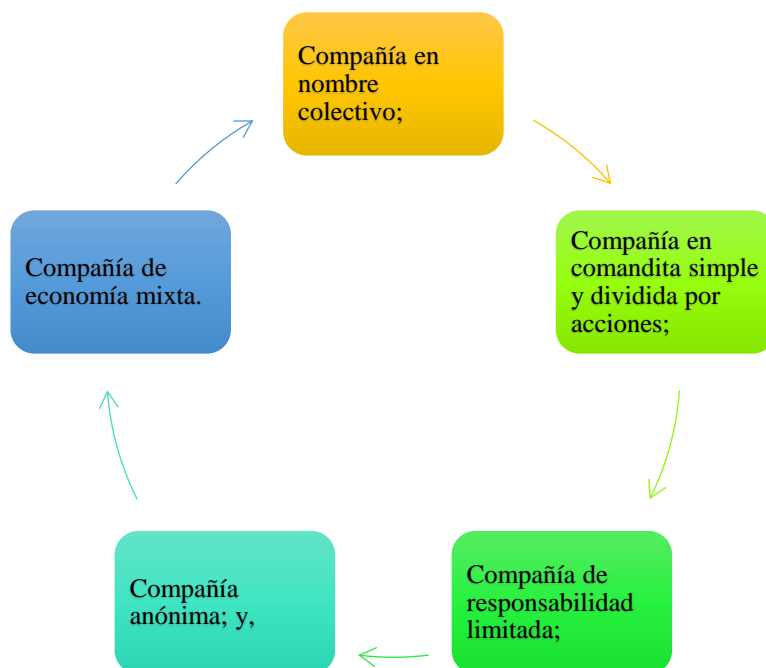 Compañía en
nombre
colectivo;
Compañía en
comandita simple
y dividida por
acciones;
Compañía de
responsabilidad
limitada;
Compañía
anónima; y,
Compañía de
economía mixta.